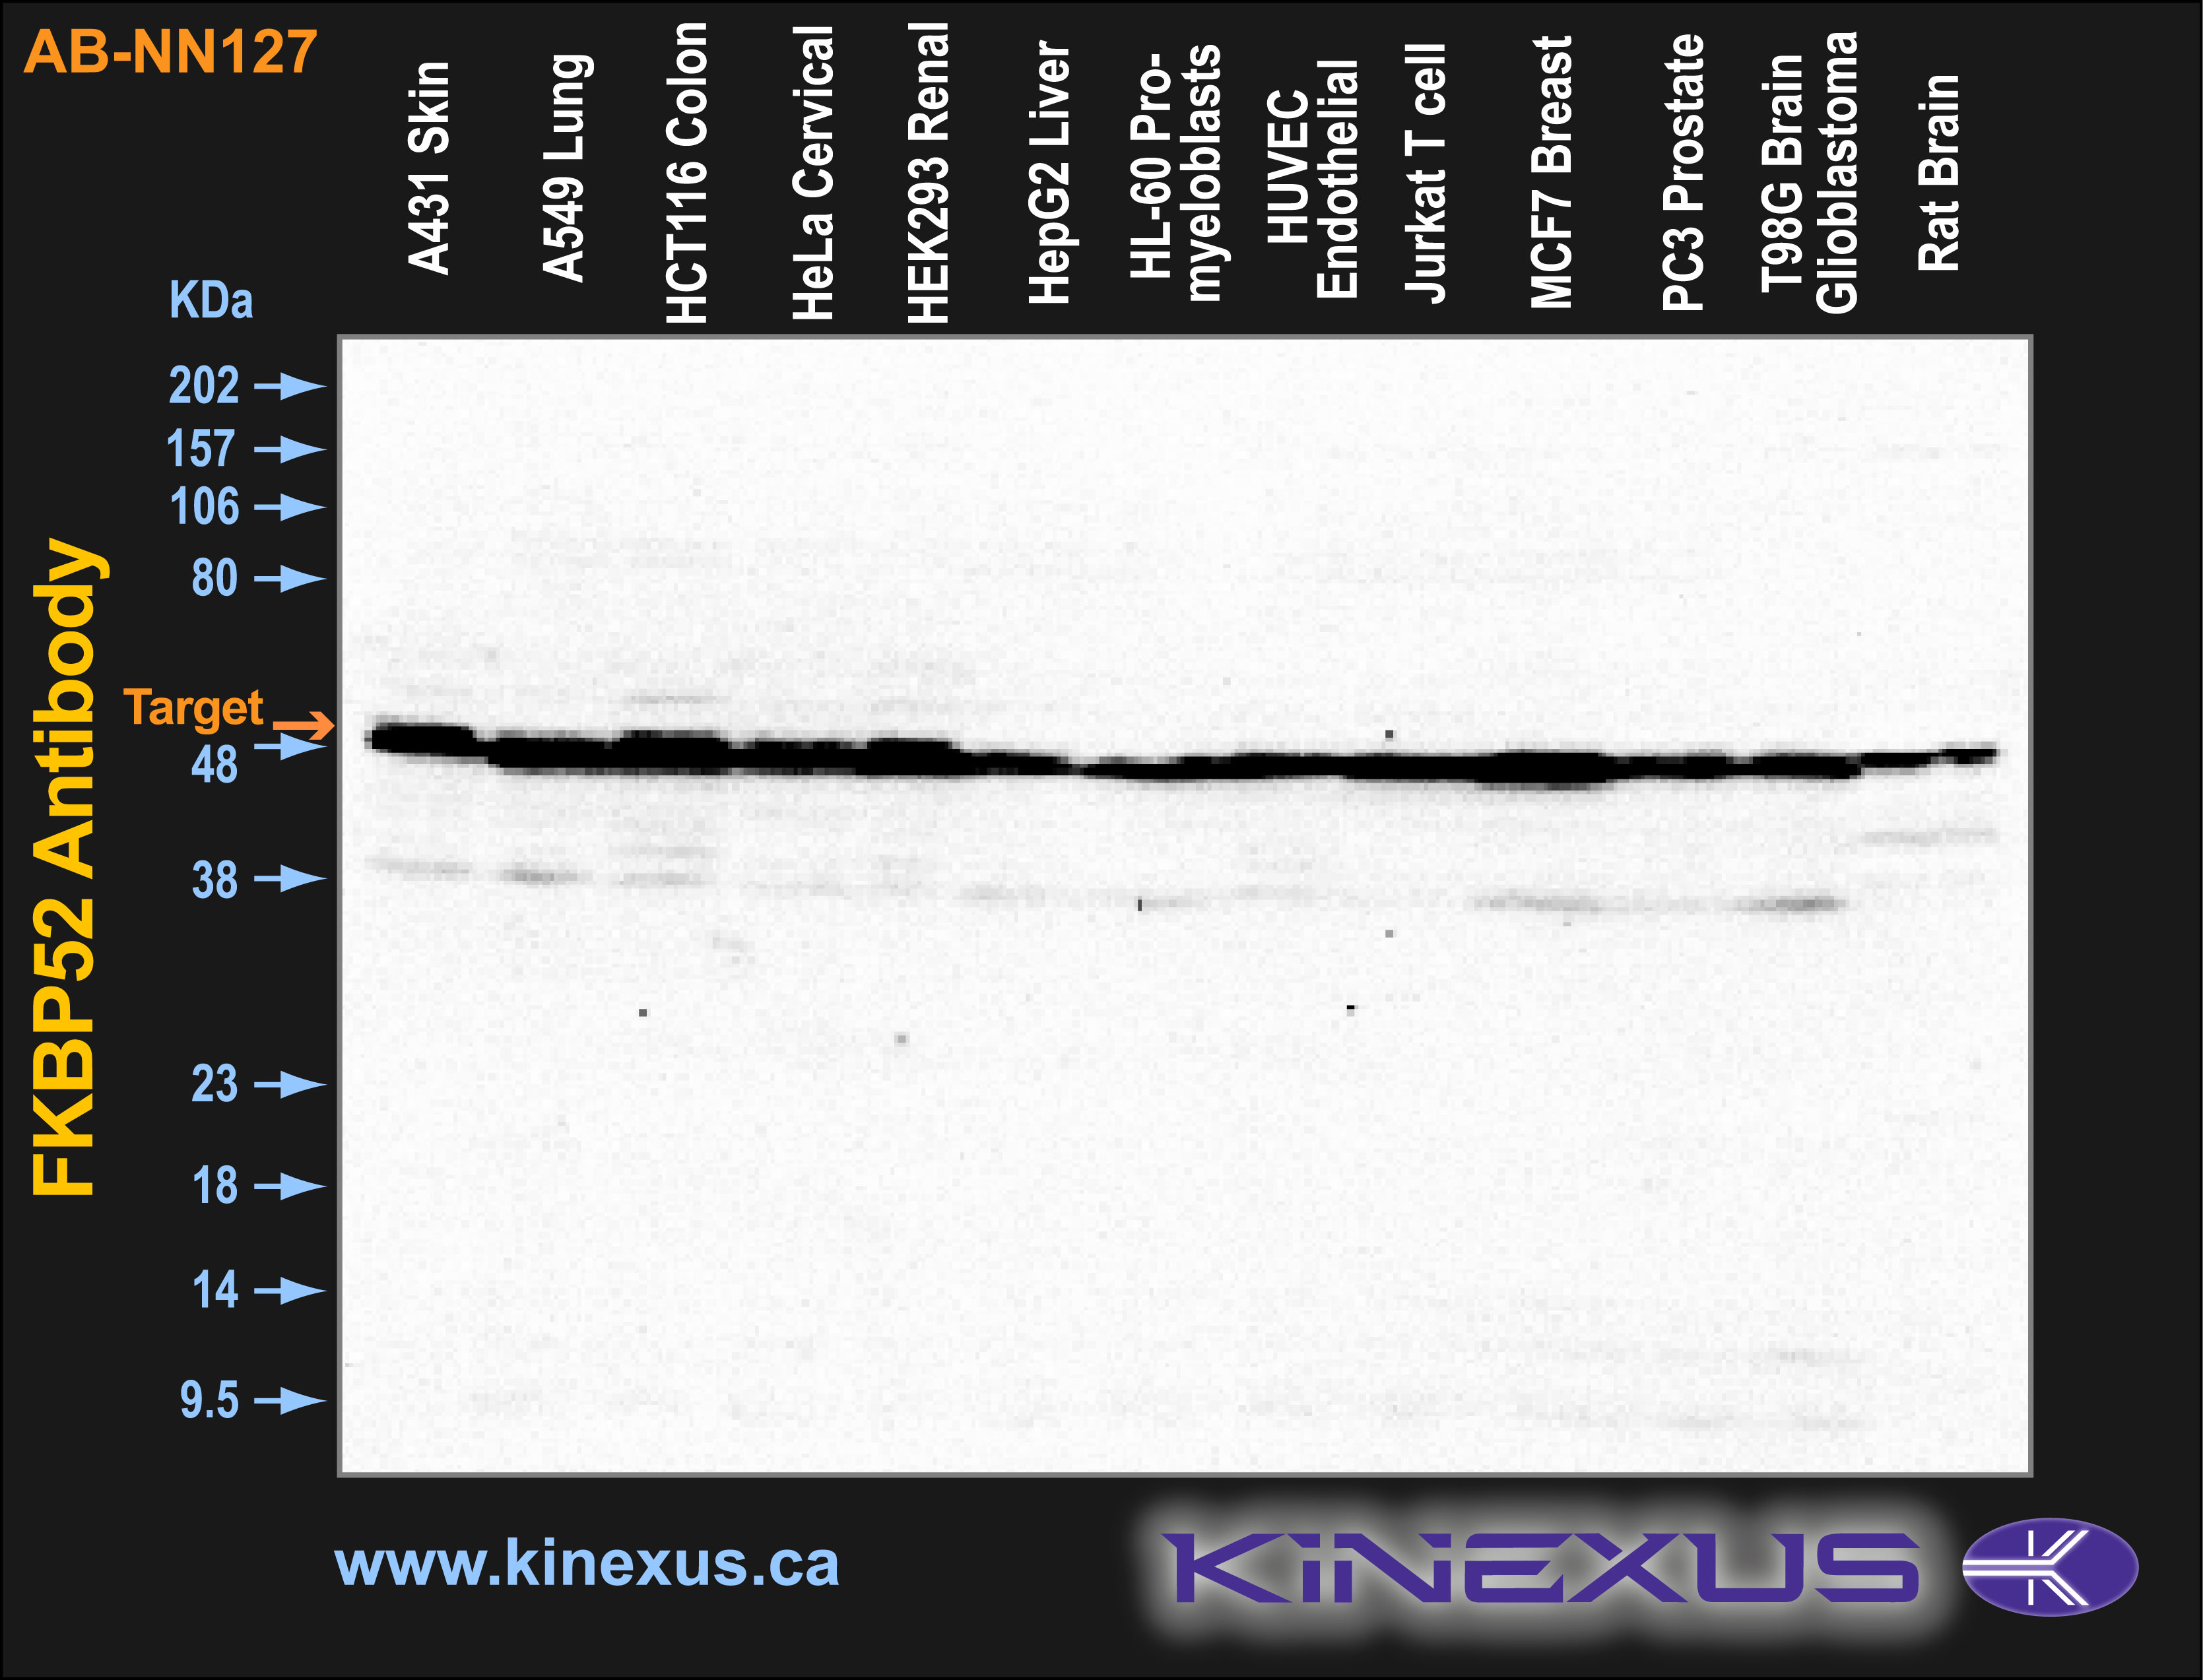 AB-NN127
A431 Skin
A549 Lung
HCT116 Colon
HeLa Cervical
HEK293 Renal
HepG2 Liver
HL-60 Pro-
myeloblasts
HUVEC
Endothelial
Jurkat T cell
MCF7 Breast
PC3 Prostate
T98G Brain
Glioblastoma
Rat Brain
KDa
202
157
106
80
Target
48
38
23
18
14
9.5
FKBP52 Antibody
www.kinexus.ca
KINEXUS